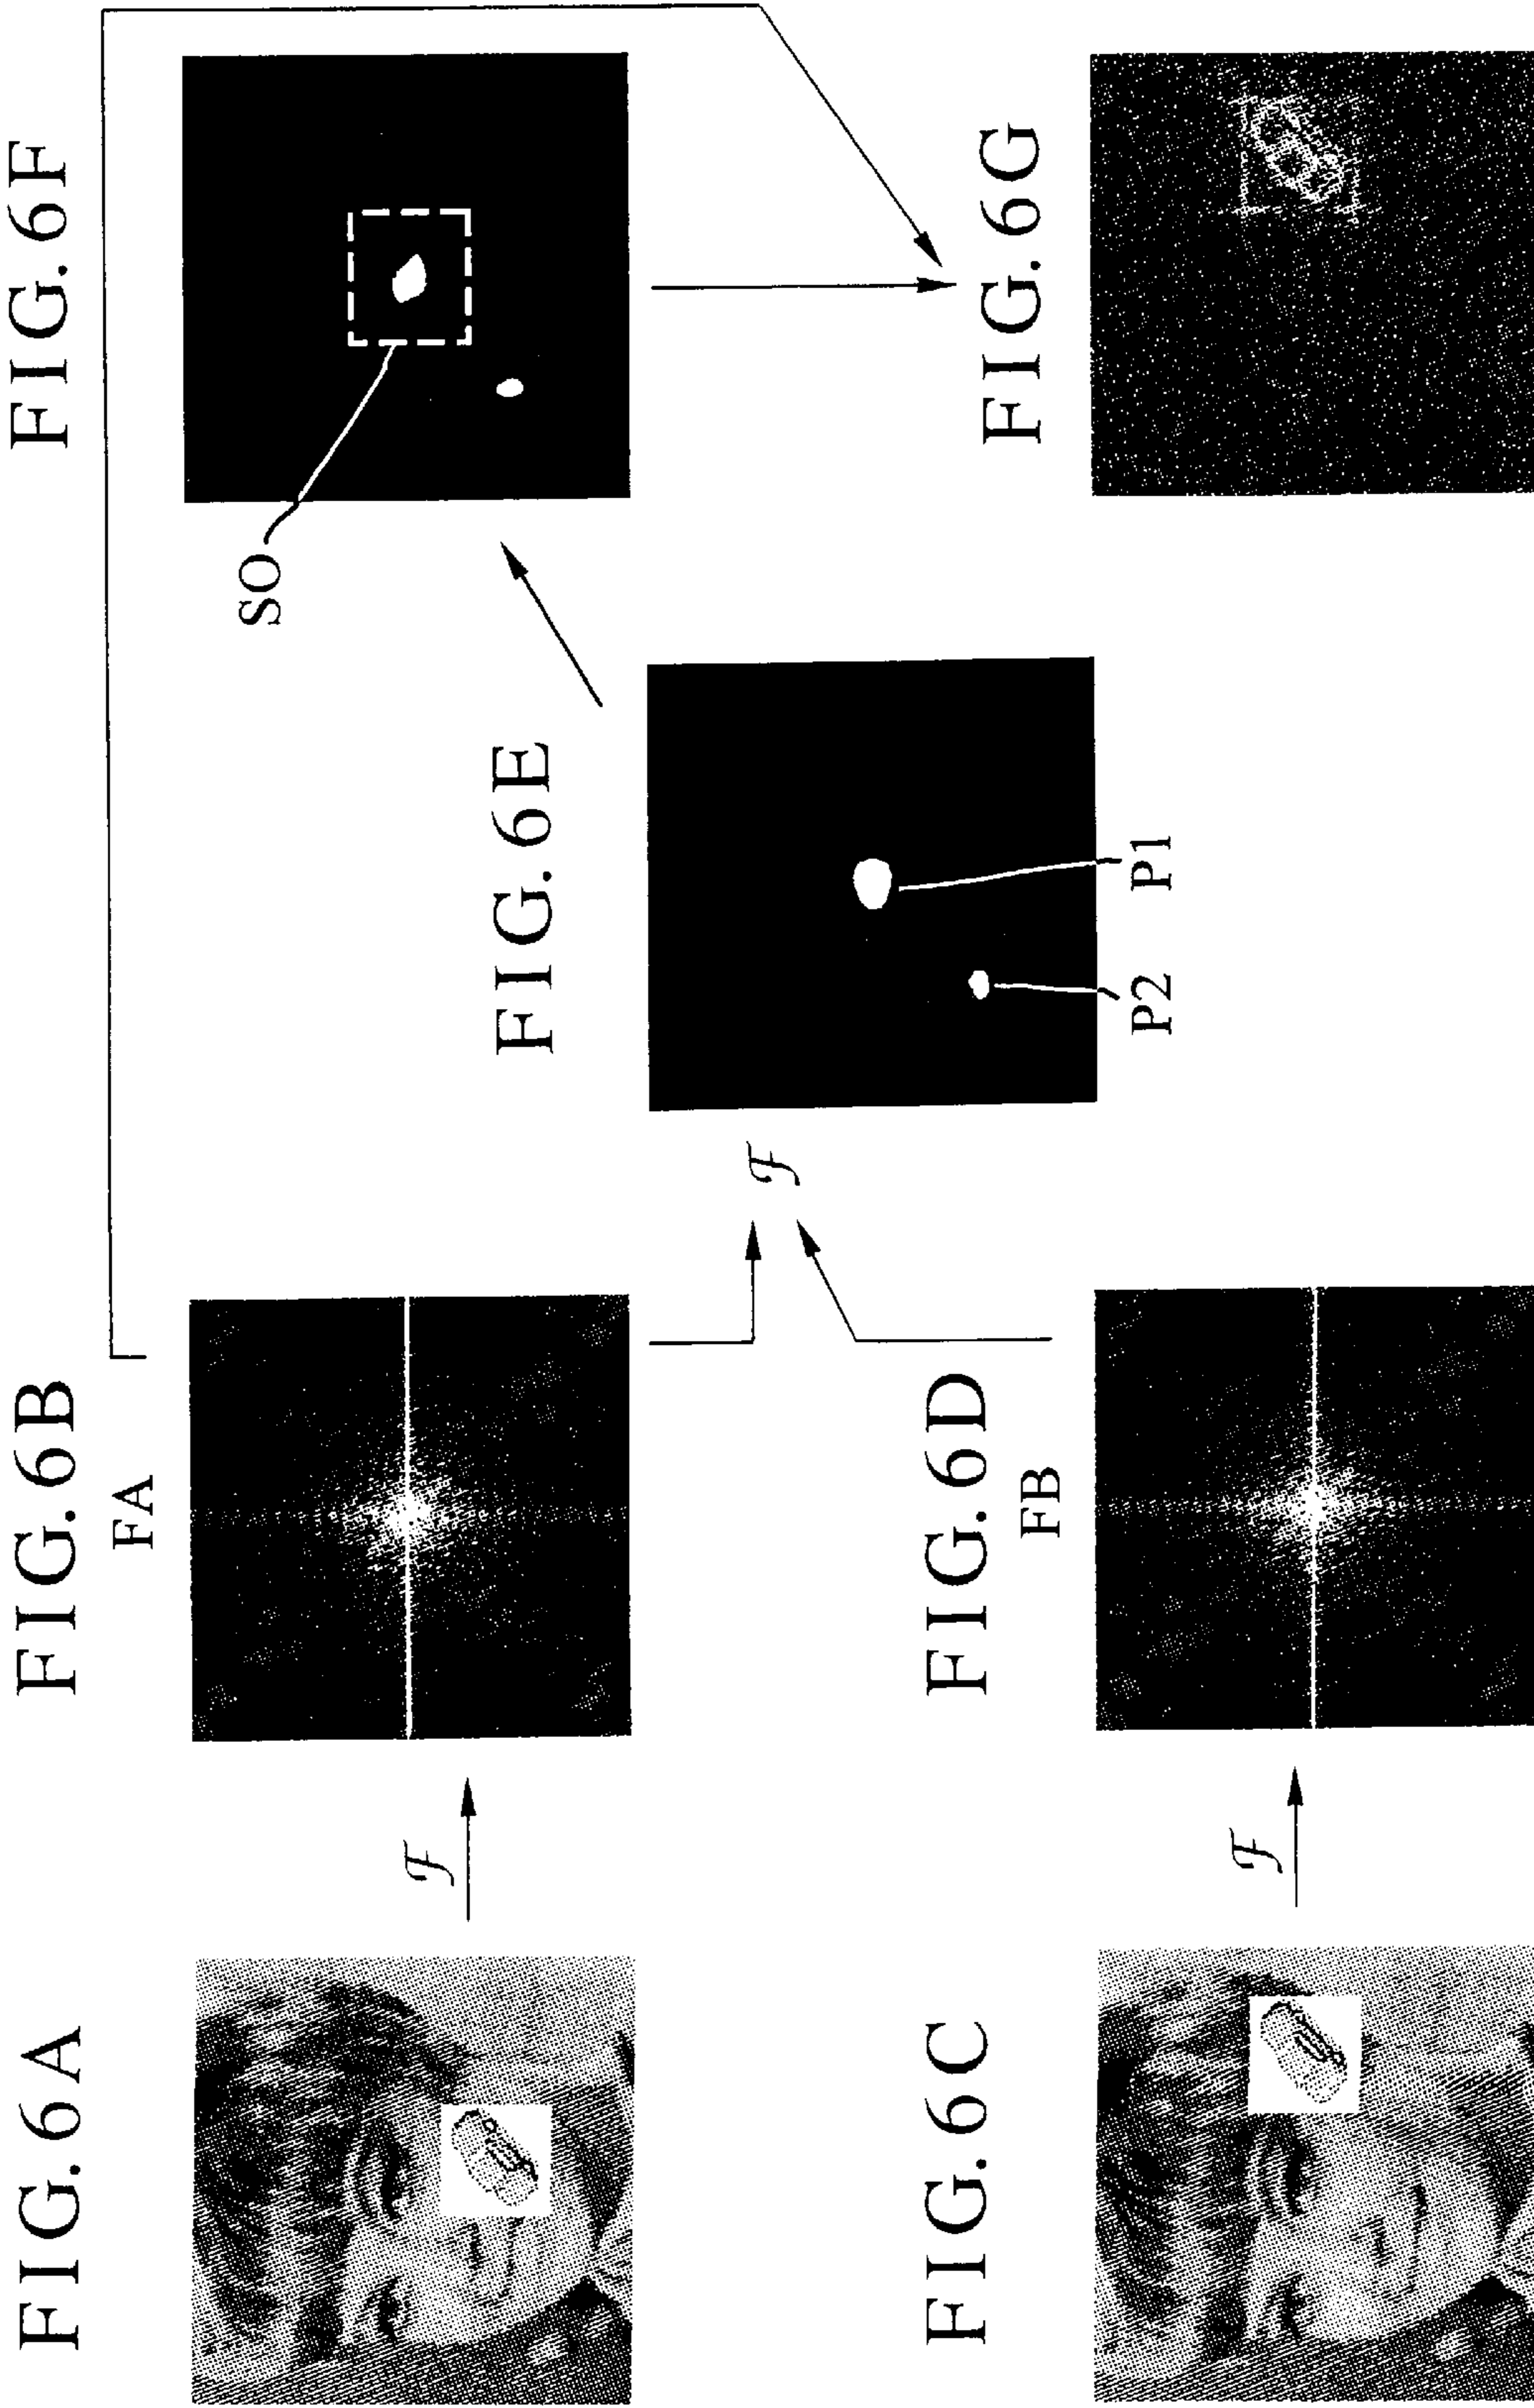 FIG. 6A
ℱ
FIG. 6B
FA
FIG. 6C
ℱ
FIG. 6D
FB
ℱ
FIG. 6E
P2
P1
FIG. 6F
SO
FIG. 6G